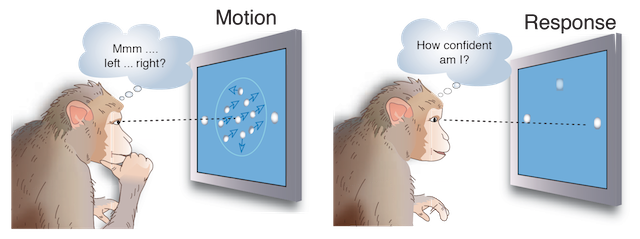 Motion
Mmm ....
left ... right?
Response
How confident
am I?